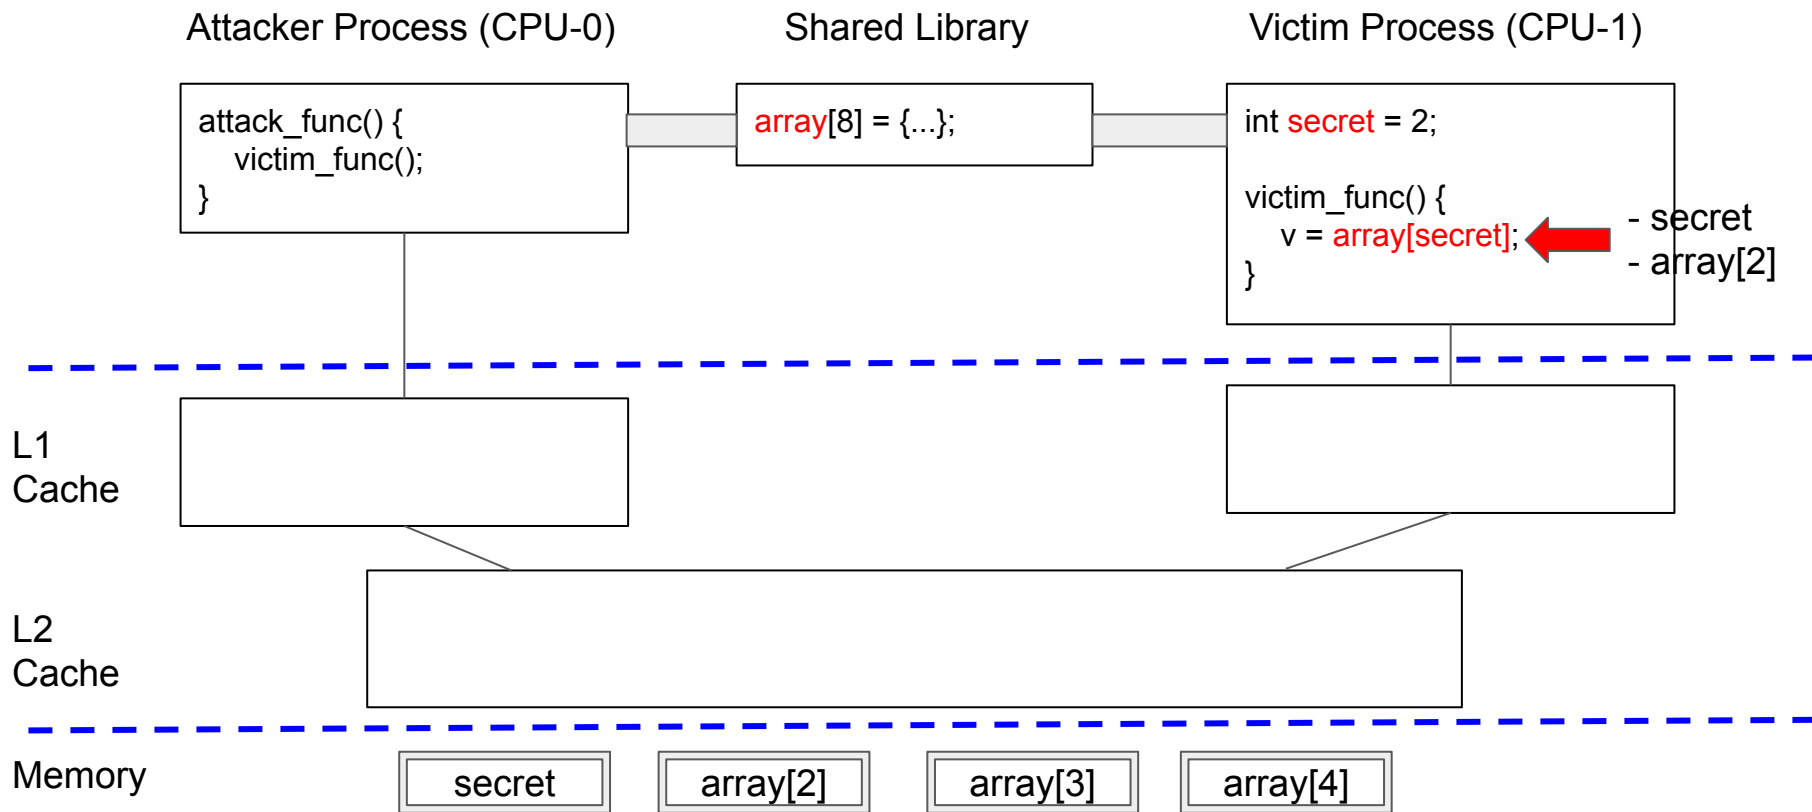 Attacker Process (CPU-0)
Shared Library
Victim Process (CPU-1)
attack_func() {
victim_func();
}
array[8] = {...};
int secret = 2;
victim_func() {
v = array[secret];
}
- secret
- array[2]
L1
Cache
L2
Cache
Memory
secret
array[2]
array[3]
array[4]